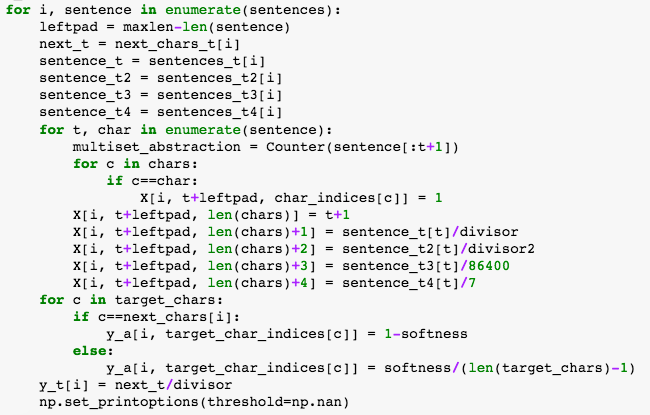 for i, sentence in enumerate(sentences):
    leftpad = maxlen-len(sentence)
    next_t = next_chars_t[i]
    sentence_t = sentences_t[i]
    sentence_t2 = sentences_t2[i]
    sentence_t3 = sentences_t3[i]
    sentence_t4 = sentences_t4[i]
    for t, char in enumerate(sentence):
        multiset_abstraction = Counter(sentence[:t+1])
        for c in chars:
            if c==char:
                X[i, t+leftpad, char_indices[c]] = 1
        X[i, t+leftpad, len(chars)] = t+1
        X[i, t+leftpad, len(chars)+1] = sentence_t[t]/divisor
        X[i, t+leftpad, len(chars)+2] = sentence_t2[t]/divisor2
        X[i, t+leftpad, len(chars)+3] = sentence_t3[t]/86400
        X[i, t+leftpad, len(chars)+4] = sentence_t4[t]/7
    for c in target_chars:
        if c==next_chars[i]:
            y_a[i, target_char_indices[c]] = 1-softness
        else:
            y_a[i, target_char_indices[c]] = softness/(len(target_chars)-1)
    y_t[i] = next_t/divisor
    np.set_printoptions(threshold=np.nan)